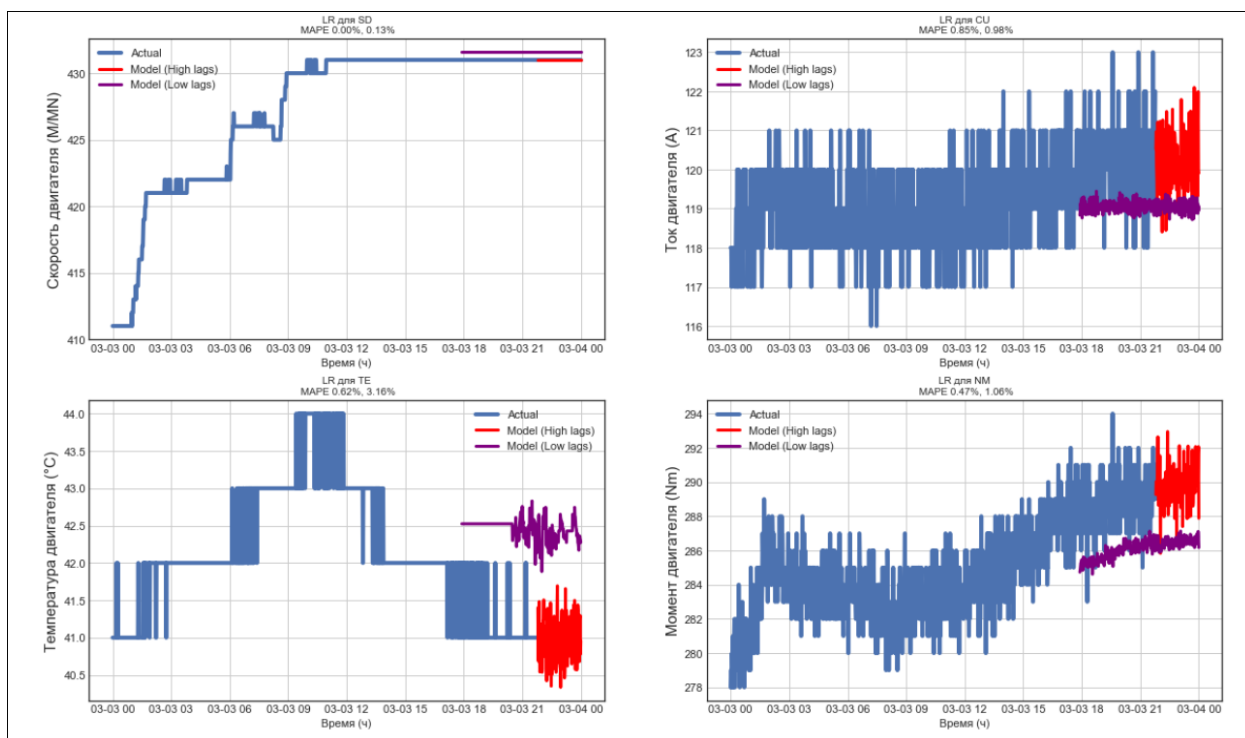 LR для SD
MAPE 0.00%, 0.13%
Actual
Model (High lags)
Model (Low lags)
Скорость двигателя (M/MN)
430
425
420
415
410
03-03 00 03-03 03 03-03 06 03-03 09 03-03 12 03-03 15 03-03 18 03-03 21 03-04 00
Время (ч)
LR для CU
MAPE 0.85%, 0.98%
Actual
Model (High lags)
Model (Low lags)
Ток двигателя (А)
123
122
121
120
119
118
117
116
03-03 00 03-03 03 03-03 06 03-03 09 03-03 12 03-03 15 03-03 18 03-03 21 03-04 00
Время (ч)
LR для TE
MAPE 0.62%, 3.16%
Actual
Model (High lags)
Model (Low lags)
Температура двигателя (°C)
44.0
43.5
43.0
42.5
42.0
41.5
41.0
40.5
03-03 00 03-03 03 03-03 06 03-03 09 03-03 12 03-03 15 03-03 18 03-03 21 03-04 00
Время (ч)
LR для NM
MAPE 0.47%, 1.06%
Actual
Model (High lags)
Model (Low lags)
Момент двигателя (Nm)
294
292
290
288
286
284
282
280
278
03-03 00 03-03 03 03-03 06 03-03 09 03-03 12 03-03 15 03-03 18 03-03 21 03-04 00
Время (ч)